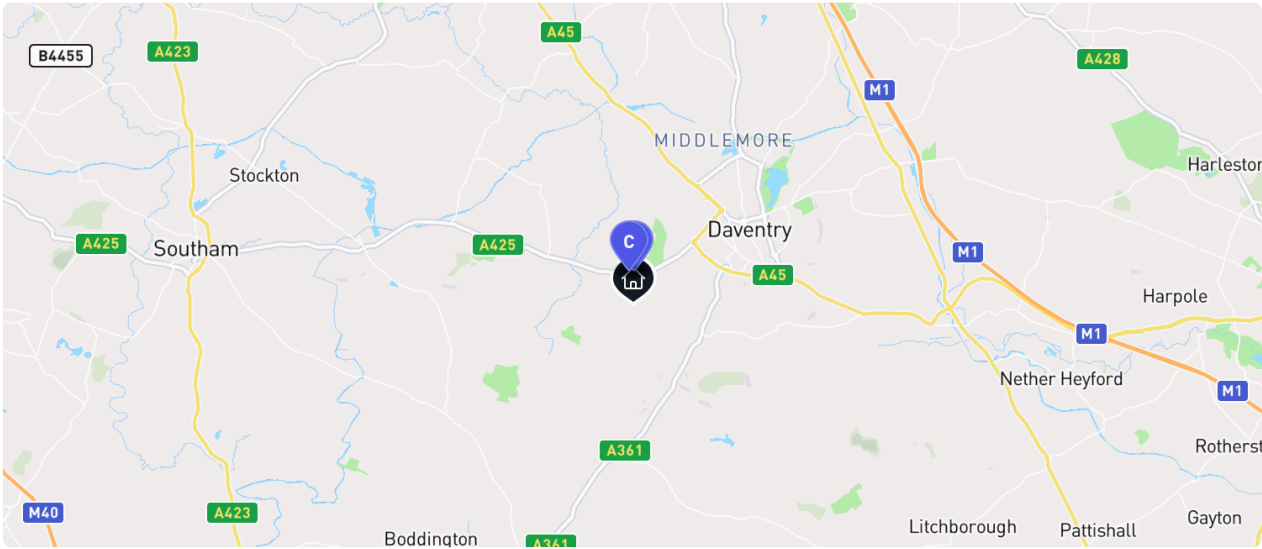 A45
A423
B4455
A428
M1
MIDDLEMORE
Harleston
Stockton
Daventry
C
A425
Southam
A425
M1
A45
Harpole
M1
Nether Heyford
M1
A361
Rotherst
M40
A423
Gayton
Litchborough
Pattishall
Boddington
A361